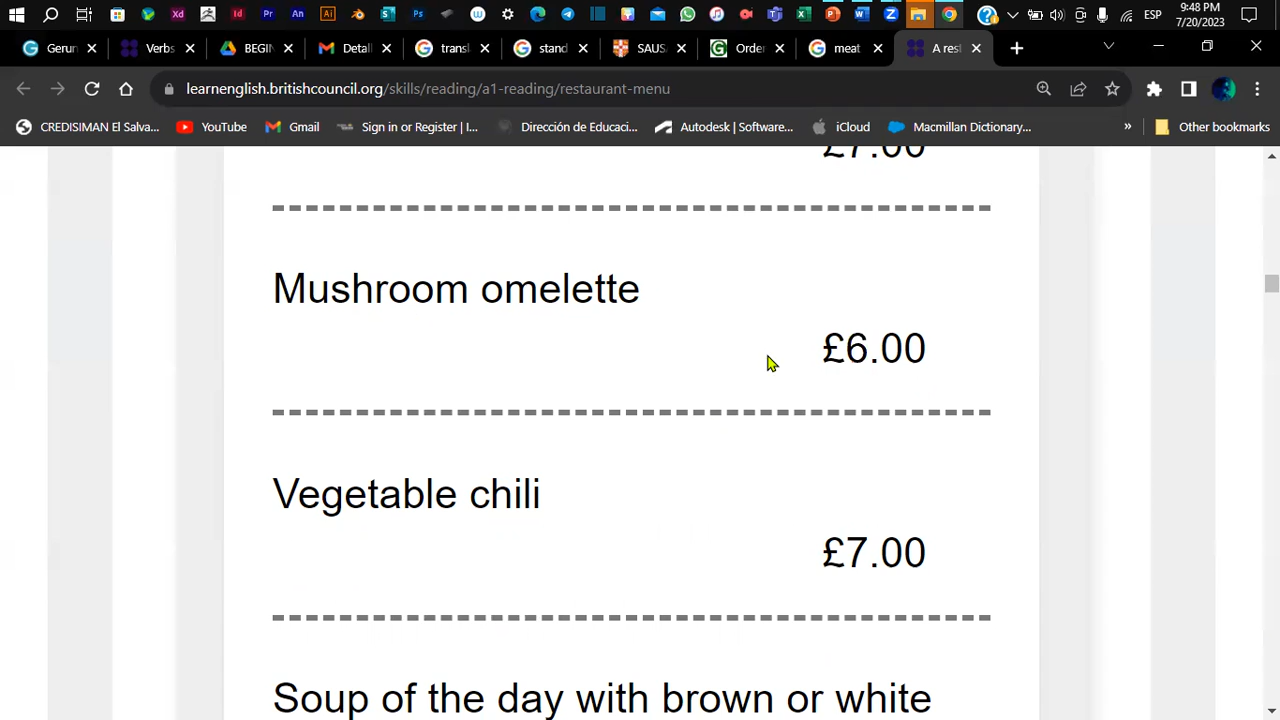 9:48 PM
ESP
7/20/2023
Gerun
Verbs
BEGIN
Detail
transl
stand
SAUS
Order
meat
A rest
learnenglish.britishcouncil.org/skills/reading/a1-reading/restaurant-menu
CREDISIMAN El Salva...
YouTube
Gmail
Sign in or Register | I...
Dirección de Educaci...
Autodesk | Software...
iCloud
Macmillan Dictionary...
»
Other bookmarks
£7.00
Mushroom omelette
£6.00
Vegetable chili
£7.00
Soup of the day with brown or white